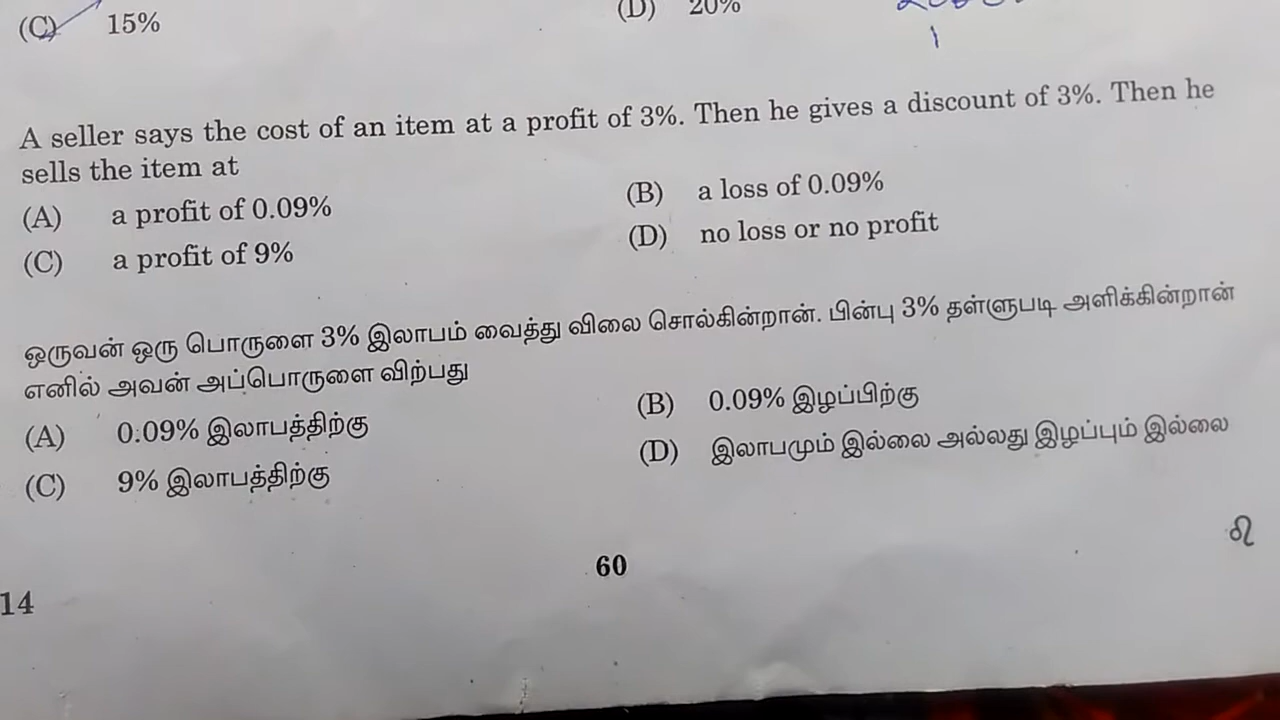 (C) 15% (D) 20%
A seller says the cost of an item at a profit of 3%. Then he gives a discount of 3%. Then he
sells the item at
(A) a profit of 0.09% (B) a loss of 0.09%
(C) a profit of 9% (D) no loss or no profit
ஒருவன் ஒரு பொருளை 3% இலாபம் வைத்து விலை சொல்கின்றான். பின்பு 3% தள்ளுபடி அளிக்கின்றான்
எனில் அவன் அப்பொருளை விற்பது
(A) 0.09% இலாபத்திற்கு (B) 0.09% இழப்பிற்கு
(C) 9% இலாபத்திற்கு (D) இலாபமும் இல்லை அல்லது இழப்பும் இல்லை
60
14